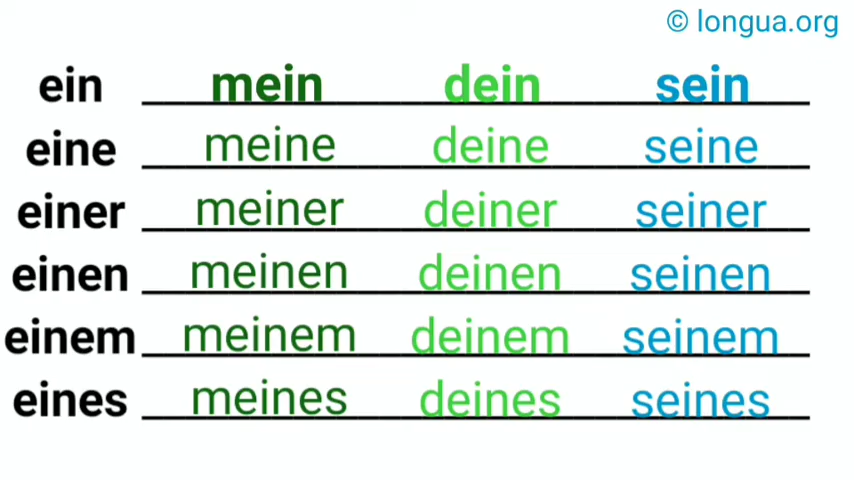 © longua.org
ein mein dein sein
eine meine deine seine
einer meiner deiner seiner
einen meinen deinen seinen
einem meinem deinem seinem
eines meines deines seines